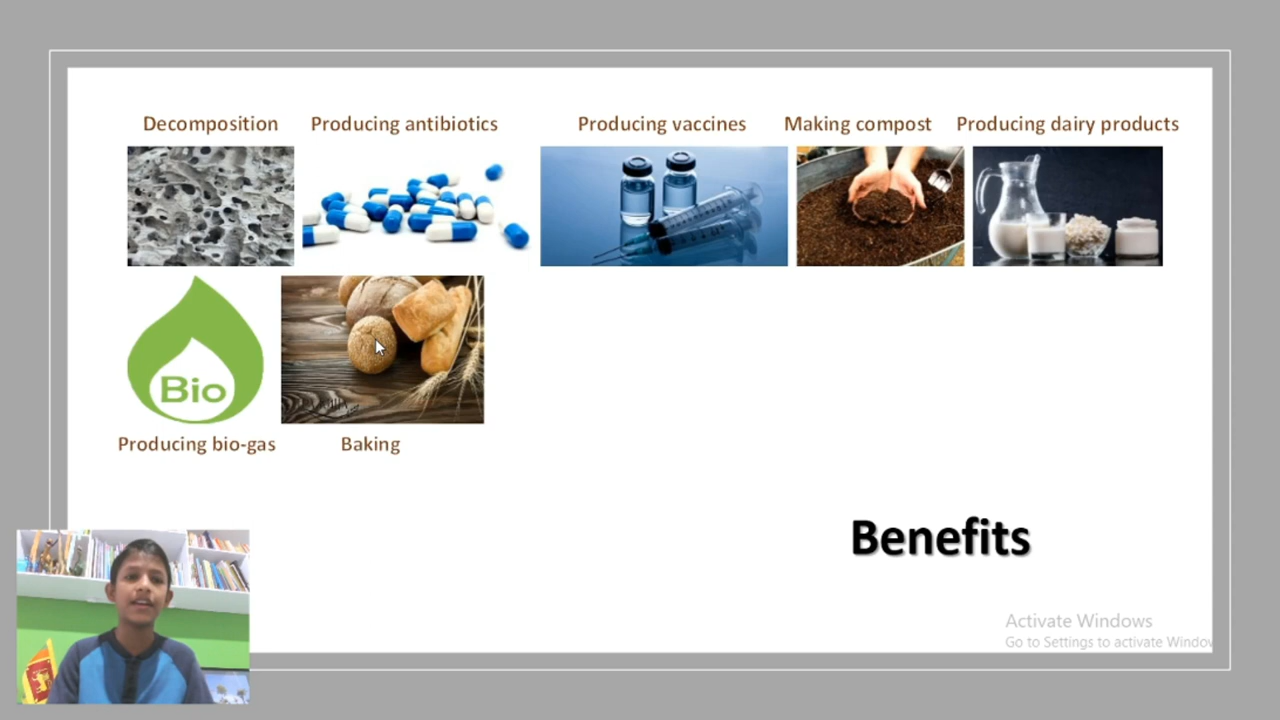 Decomposition
Producing antibiotics
Producing vaccines
Making compost
Producing dairy products
Bio
Producing bio-gas
Baking
Benefits
Activate Windows
Go to Settings to activate Window